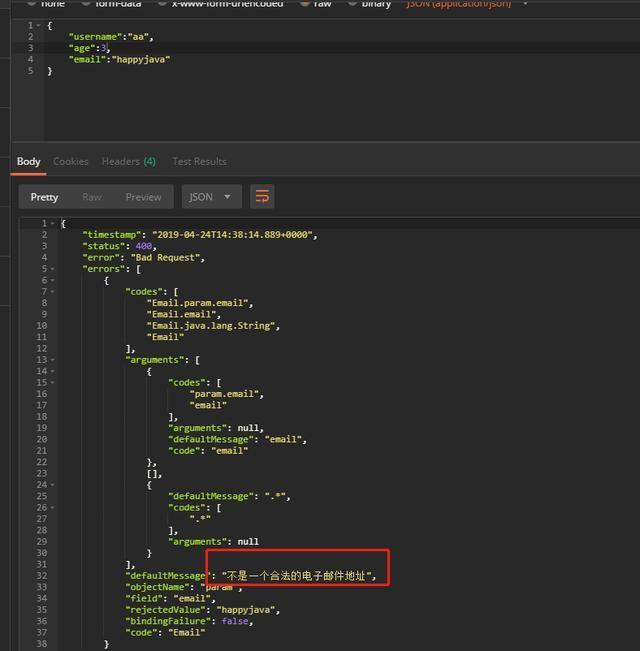 none form-data x-www-form-urlencoded raw binary JSON (application/json)
1 {
2 "username":"aa",
3 "age":3,
4 "email":"happyjava"
5 }
Body Cookies Headers (4) Test Results
Pretty Raw Preview JSON
1 {
2 "timestamp": "2019-04-24T14:38:14.889+0000",
3 "status": 400,
4 "error": "Bad Request",
5 "errors": [
6 {
7 "codes": [
8 "Email.param.email",
9 "Email.email",
10 "Email.java.lang.String",
11 "Email"
12 ],
13 "arguments": [
14 {
15 "codes": [
16 "param.email",
17 "email"
18 ],
19 "arguments": null,
20 "defaultMessage": "email",
21 "code": "email"
22 },
23 [],
24 {
25 "defaultMessage": ".*",
26 "codes": [
27 ".*"
28 ],
29 "arguments": null
30 }
31 ],
32 "defaultMessage": "不是一个合法的电子邮件地址",
33 "objectName": "param",
34 "field": "email",
35 "rejectedValue": "happyjava",
36 "bindingFailure": false,
37 "code": "Email"
38 }